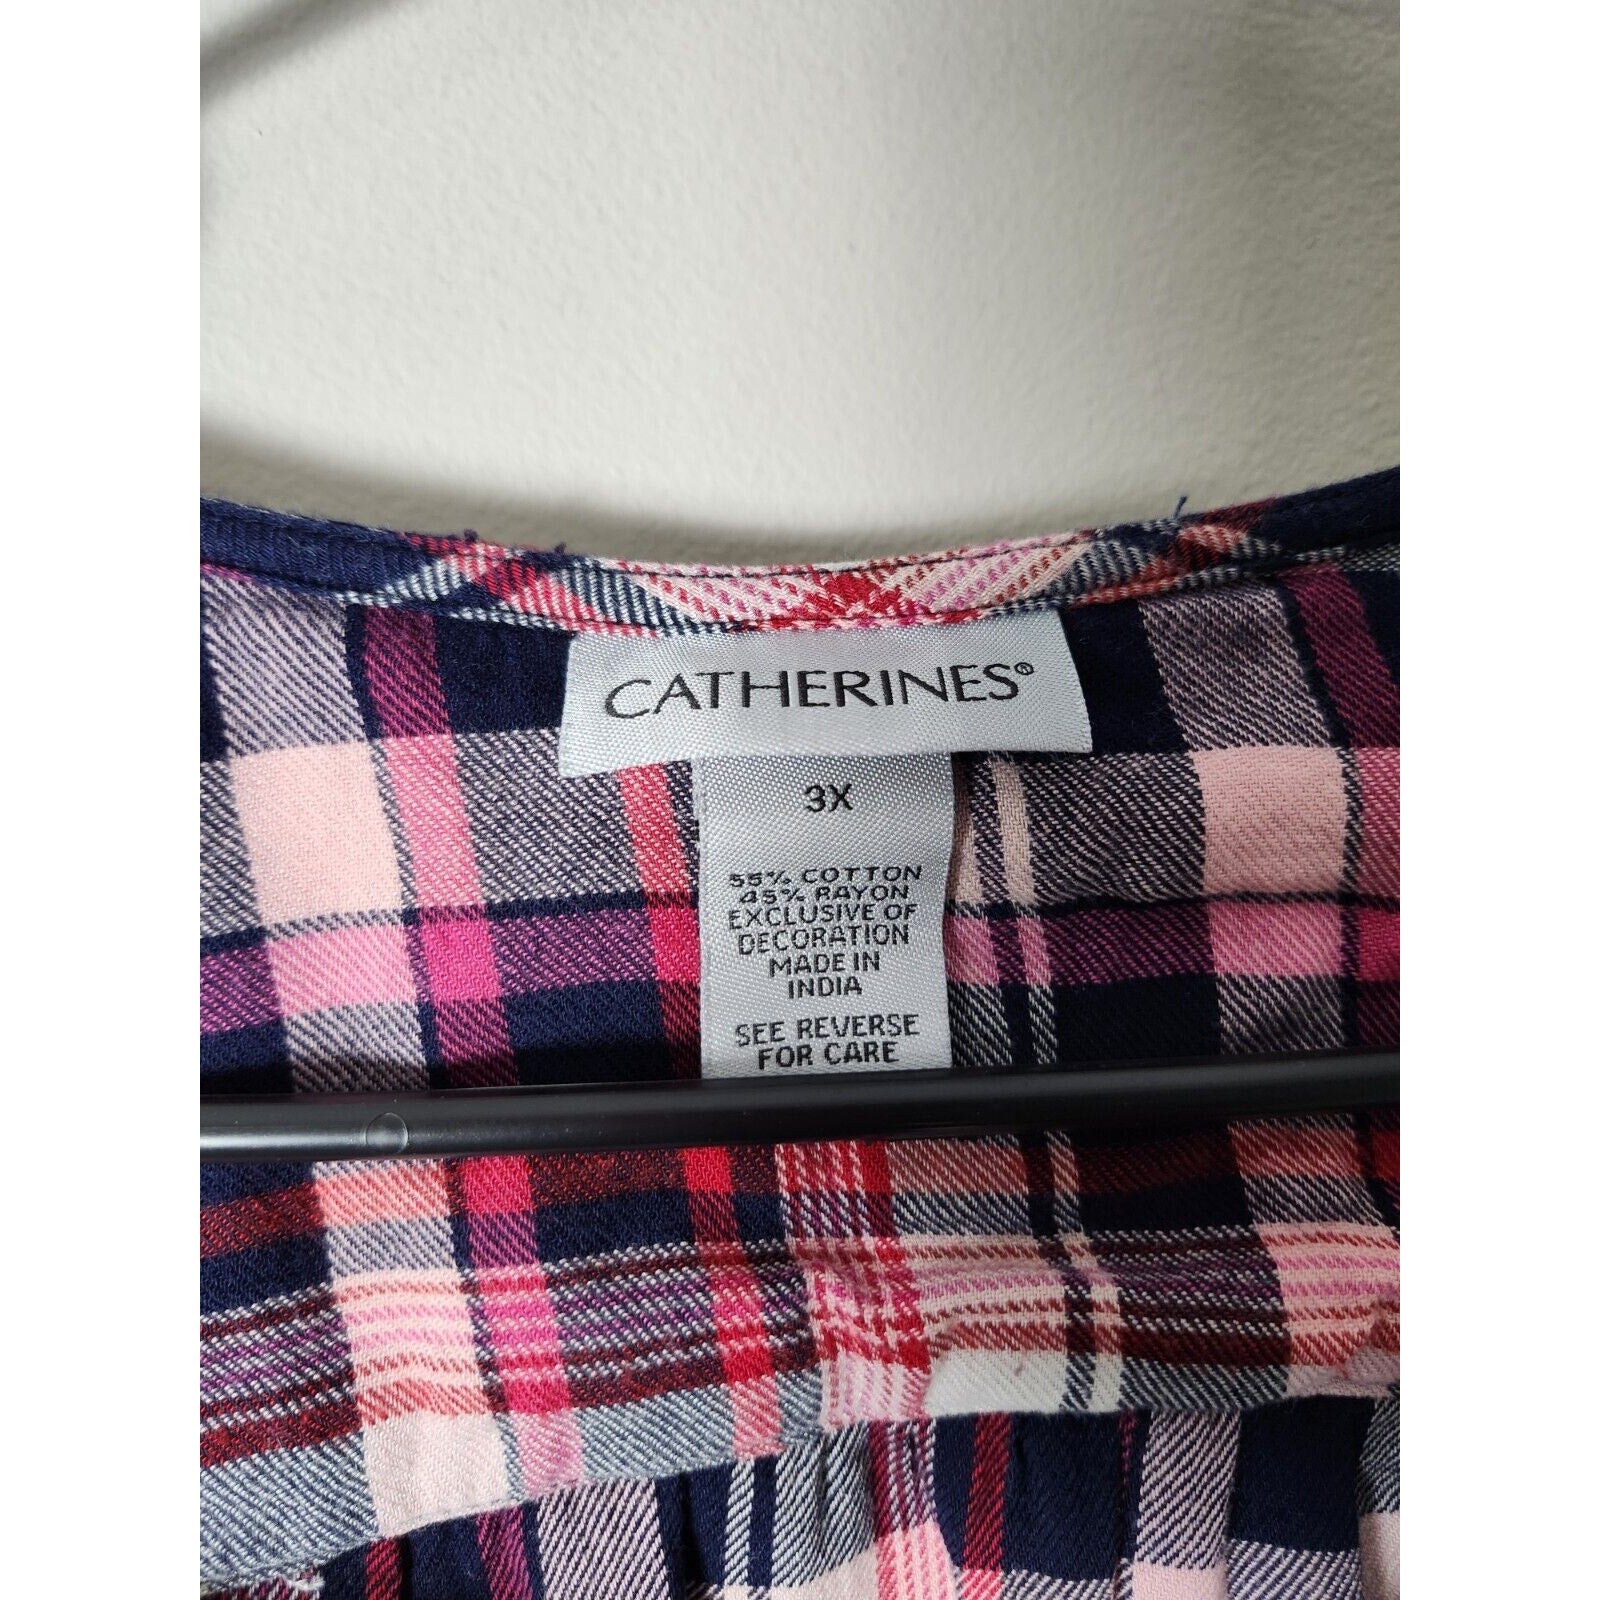 CATHERINES®
3X
55% COTTON
45% RAYON
EXCLUSIVE OF
DECORATION
MADE IN
INDIA
SEE REVERSE
FOR CARE